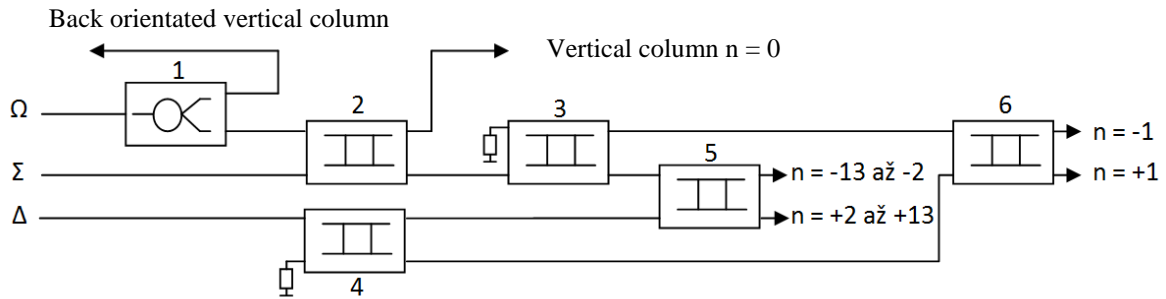 Back orientated vertical column
Vertical column n = 0
1
2
3
6
Ω
5
n = -1
Σ
n = -13 až -2
n = +1
Δ
n = +2 až +13
4